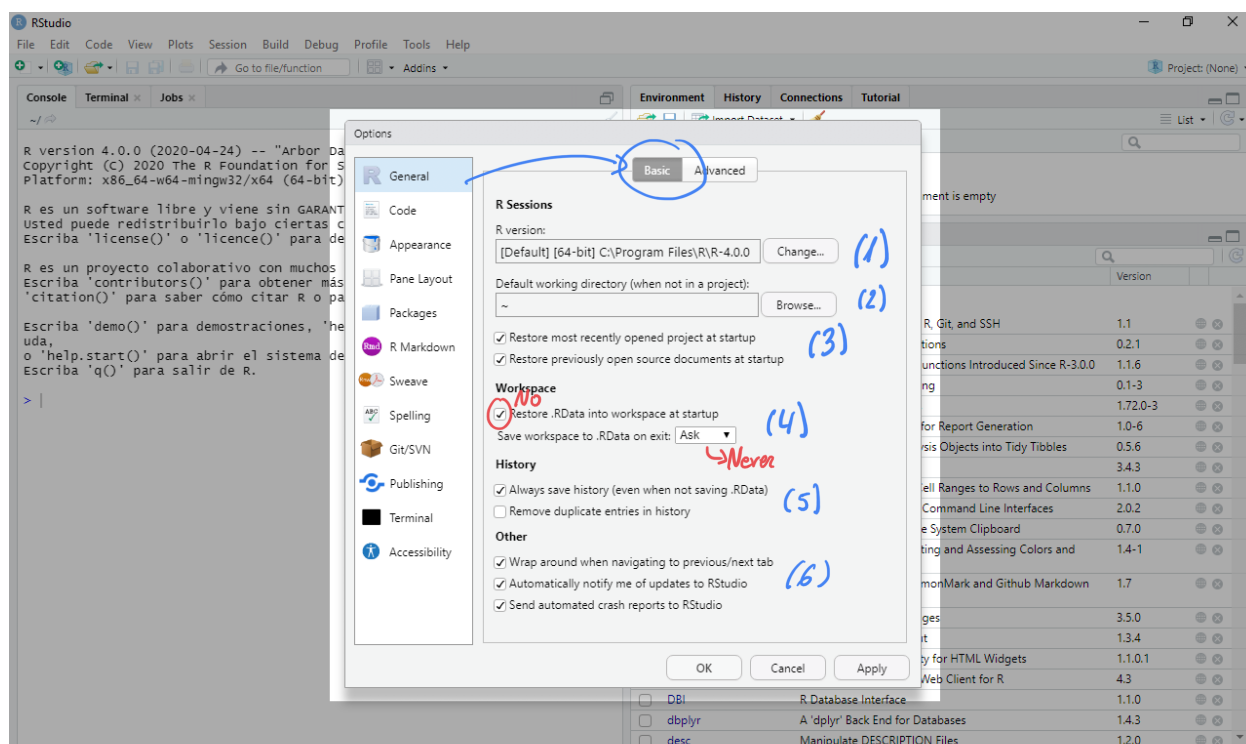 RStudio
File Edit Code View Plots Session Build Debug Profile Tools Help
Go to file/function Addins Project: (None)
Console Terminal Jobs
~/
R version 4.0.0 (2020-04-24) -- "Arbor Da
Copyright (C) 2020 The R Foundation for S
Platform: x86_64-w64-mingw32/x64 (64-bit)
R es un software libre y viene sin GARANT
Usted puede redistribuirlo bajo ciertas c
Escriba 'license()' o 'licence()' para de
R es un proyecto colaborativo con muchos
Escriba 'contributors()' para obtener más
'citation()' para saber cómo citar R o pa
Escriba 'demo()' para demostraciones, 'he
uda,
o 'help.start()' para abrir el sistema de
Escriba 'q()' para salir de R.
>
Options
General
Code
Appearance
Pane Layout
Packages
R Markdown
Sweave
Spelling
Git/SVN
Publishing
Terminal
Accessibility
Basic Advanced
R Sessions
R version:
[Default] [64-bit] C:\Program Files\R\R-4.0.0 Change... (1)
Default working directory (when not in a project):
~ Browse... (2)
Restore most recently opened project at startup (3)
Restore previously open source documents at startup
Workspace
No
Restore .RData into workspace at startup (4)
Save workspace to .RData on exit: Ask
Never
History
Always save history (even when not saving .RData) (5)
Remove duplicate entries in history
Other
Wrap around when navigating to previous/next tab
Automatically notify me of updates to RStudio (6)
Send automated crash reports to RStudio
OK Cancel Apply
Environment History Connections Tutorial
Import Dataset List
ment is empty
Version
R, Git, and SSH 1.1
tions 0.2.1
unctions Introduced Since R-3.0.0 1.1.6
ng 0.1-3
1.72.0-3
for Report Generation 1.0-6
ysis Objects into Tidy Tibbles 0.5.6
3.4.3
Cell Ranges to Rows and Columns 1.1.0
Command Line Interfaces 2.0.2
e System Clipboard 0.7.0
ting and Assessing Colors and 1.4-1
monMark and Github Markdown 1.7
ges 3.5.0
t 1.3.4
ty for HTML Widgets 1.1.0.1
Web Client for R 4.3
DBI R Database Interface 1.1.0
dbplyr A 'dplyr' Back End for Databases 1.4.3
desc Manipulate DESCRIPTION Files 1.2.0